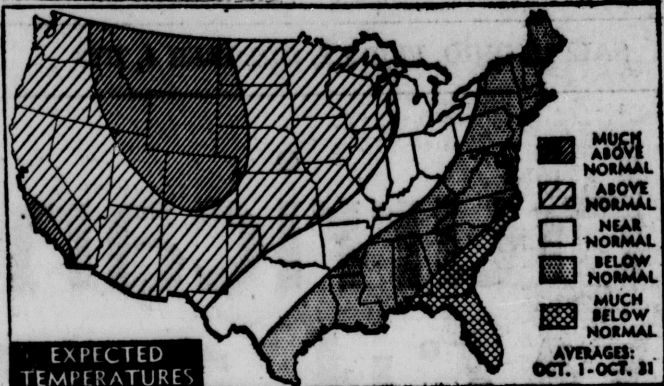 MUCH
ABOVE
NORMAL
ABOVE
NORMAL
NEAR
NORMAL
BELOW
NORMAL
MUCH
BELOW
NORMAL
AVERAGES:
OCT. 1-OCT. 31
EXPECTED
TEMPERATURES